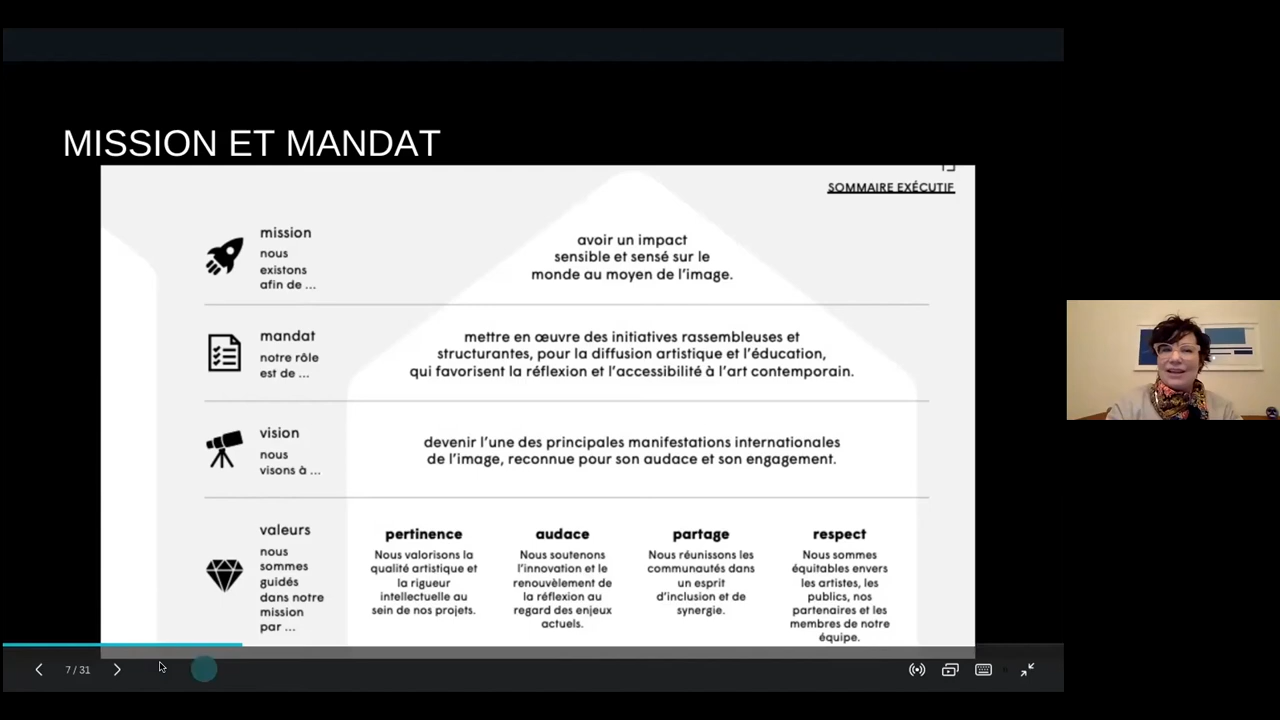 MISSION ET MANDAT
SOMMAIRE EXÉCUTIF
mission
nous
existons
afin de ...
avoir un impact
sensible et sensé sur le
monde au moyen de l'image.
mandat
notre rôle
est de ...
mettre en œuvre des initiatives rassembleuses et
structurantes, pour la diffusion artistique et l'éducation,
qui favorisent la réflexion et l'accessibilité à l'art contemporain.
vision
nous
visons à ...
devenir l'une des principales manifestations internationales
de l'image, reconnue pour son audace et son engagement.
valeurs
nous
sommes
guidés
dans notre
mission
par ...
pertinence
Nous valorisons la
qualité artistique et
la rigueur
intellectuelle au
sein de nos projets.
audace
Nous soutenons
l'innovation et le
renouvèlement de
la réflexion au
regard des enjeux
actuels.
partage
Nous réunissons les
communautés dans
un esprit
d'inclusion et de
synergie.
respect
Nous sommes
équitables envers
les artistes, les
publics, nos
partenaires et les
membres de notre
équipe.
7 / 31